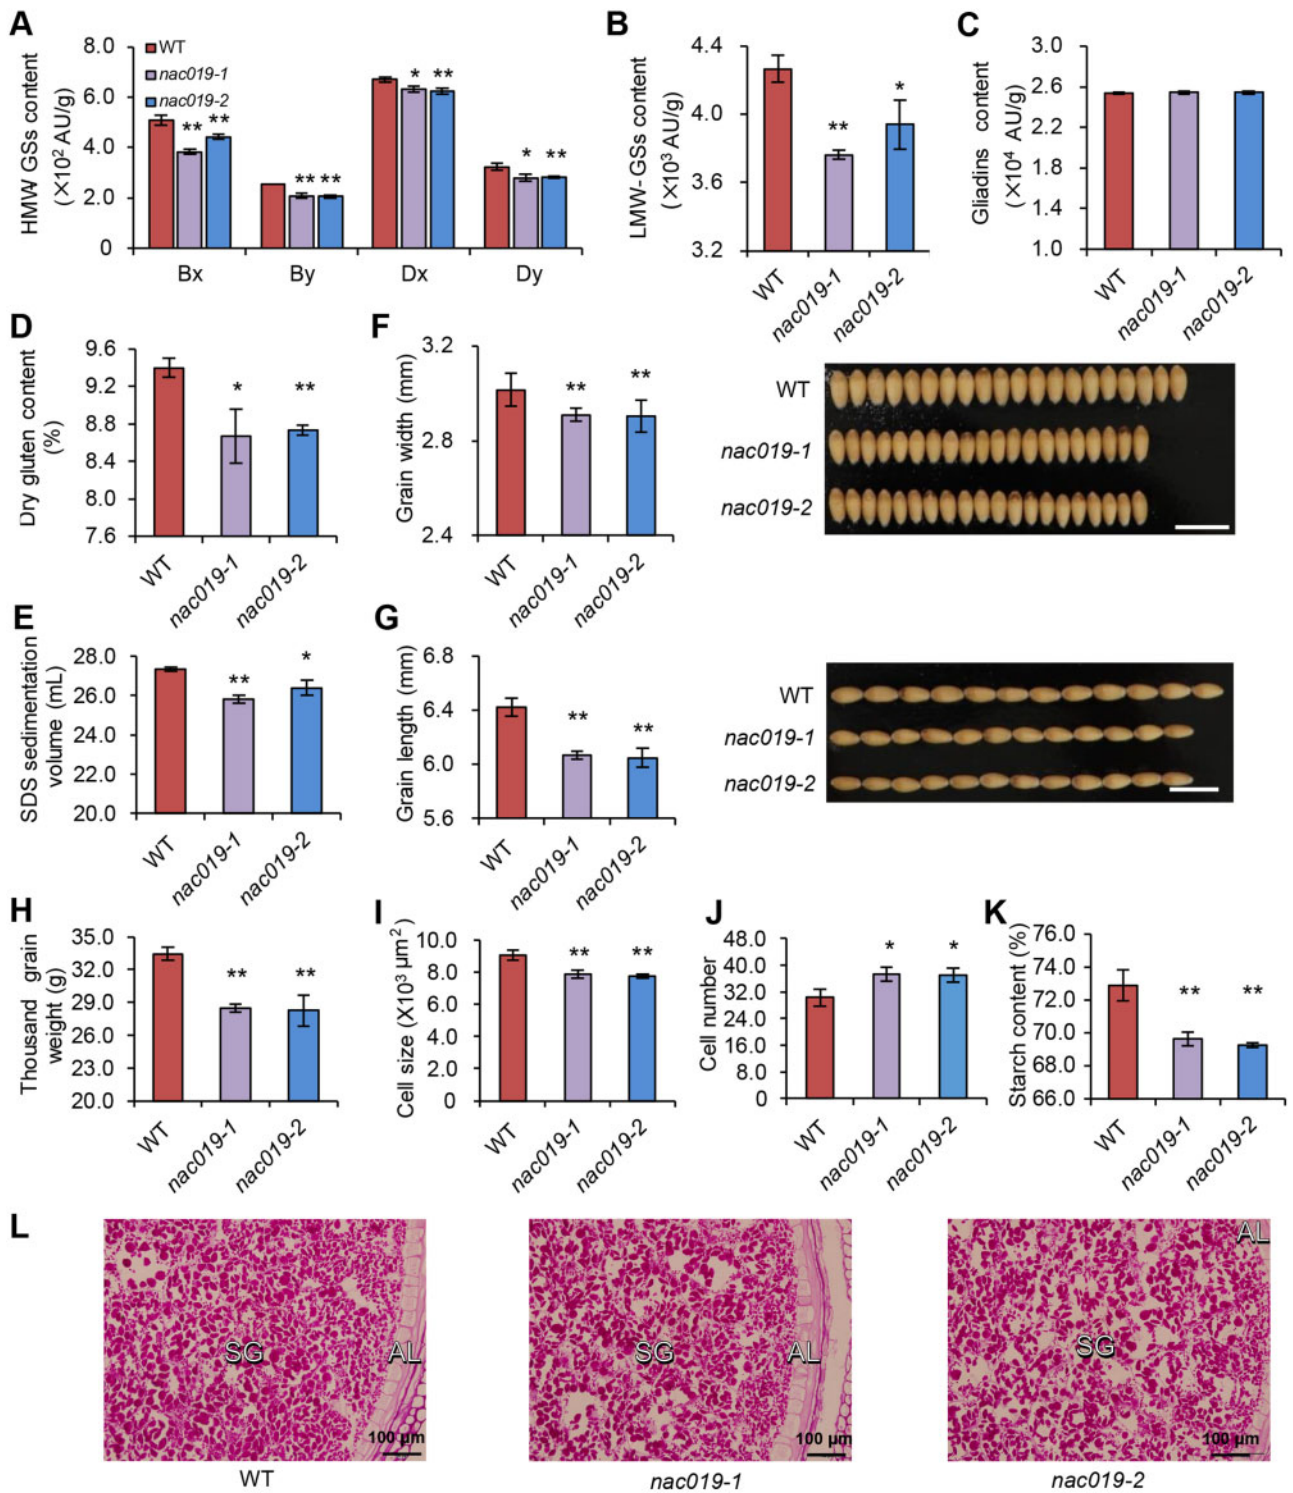 A
HMW GSs content
(×10² AU/g)
8.0
6.0
4.0
2.0
0
WT
nac019-1
nac019-2
** **
** **
* **
* **
Bx By Dx Dy
B
LMW-GSs content
(×10³ AU/g)
4.4
4.0
3.6
3.2
**
*
WT
nac019-1
nac019-2
C
Gliadins content
(×10⁴ AU/g)
3.0
2.6
2.2
1.8
1.4
1.0
WT
nac019-1
nac019-2
D
Dry gluten content
(%)
9.6
9.2
8.8
8.4
8.0
7.6
*
**
WT
nac019-1
nac019-2
F
Grain width (mm)
3.2
2.8
2.4
**
**
WT
nac019-1
nac019-2
WT
nac019-1
nac019-2
E
SDS sedimentation
volume (mL)
28.0
26.0
24.0
22.0
20.0
**
*
WT
nac019-1
nac019-2
G
Grain length (mm)
6.8
6.4
6.0
5.6
**
**
WT
nac019-1
nac019-2
WT
nac019-1
nac019-2
H
Thousand grain
weight (g)
35.0
32.0
29.0
26.0
23.0
20.0
**
**
WT
nac019-1
nac019-2
I
Cell size (X10³ µm²)
10.0
8.0
6.0
4.0
2.0
0
**
**
WT
nac019-1
nac019-2
J
Cell number
48.0
40.0
32.0
24.0
16.0
8.0
0
*
*
WT
nac019-1
nac019-2
K
Starch content (%)
76.0
74.0
72.0
70.0
68.0
66.0
**
**
WT
nac019-1
nac019-2
L
SG
AL
100 µm
WT
SG
AL
100 µm
nac019-1
AL
SG
100 µm
nac019-2